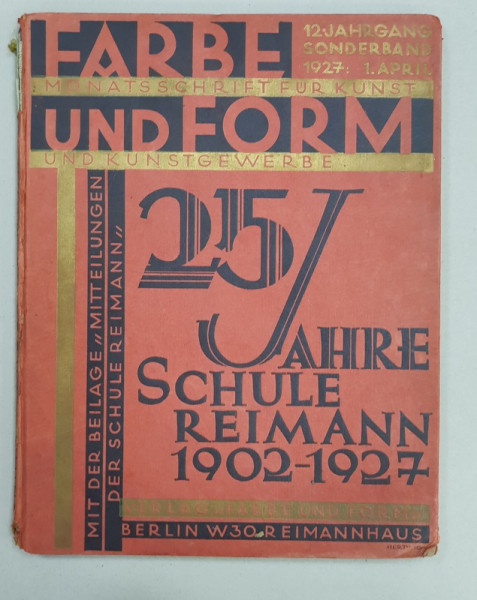 FARBE
12. JAHRGANG
SONDERBAND
1927: 1. APRIL
MONATSSCHRIFT FÜR KUNST
UND FORM
UND KUNSTGEWERBE.
MIT DER BEILAGE „MITTEILUNGEN
DER SCHULE REIMANN“
25 JAHRE
SCHULE
REIMANN
1902-1927
BERLIN W.30 REIMANNHAUS